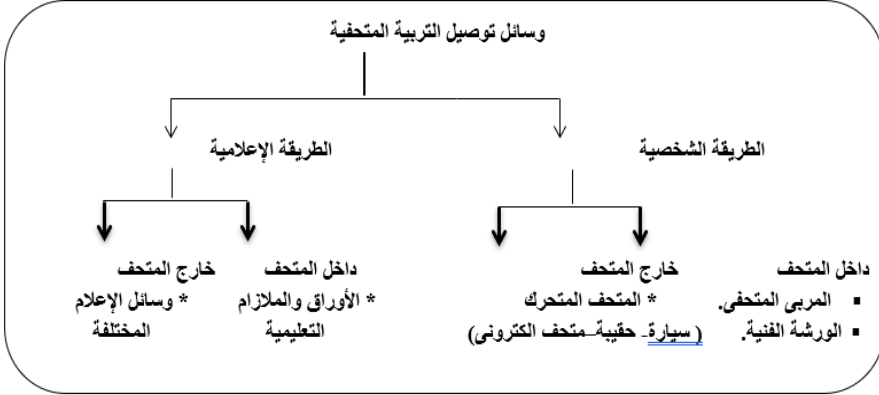 وسائل توصيل التربية المتحفية
الطريقة الشخصية
الطريقة الإعلامية
داخل المتحف
▪ المربى المتحفى.
▪ الورشة الفنية.
خارج المتحف
* المتحف المتحرك
( سيارة- حقيبة–متحف الكترونى)
داخل المتحف
* الأوراق والملازم
التعليمية
خارج المتحف
* وسائل الإعلام
المختلفة